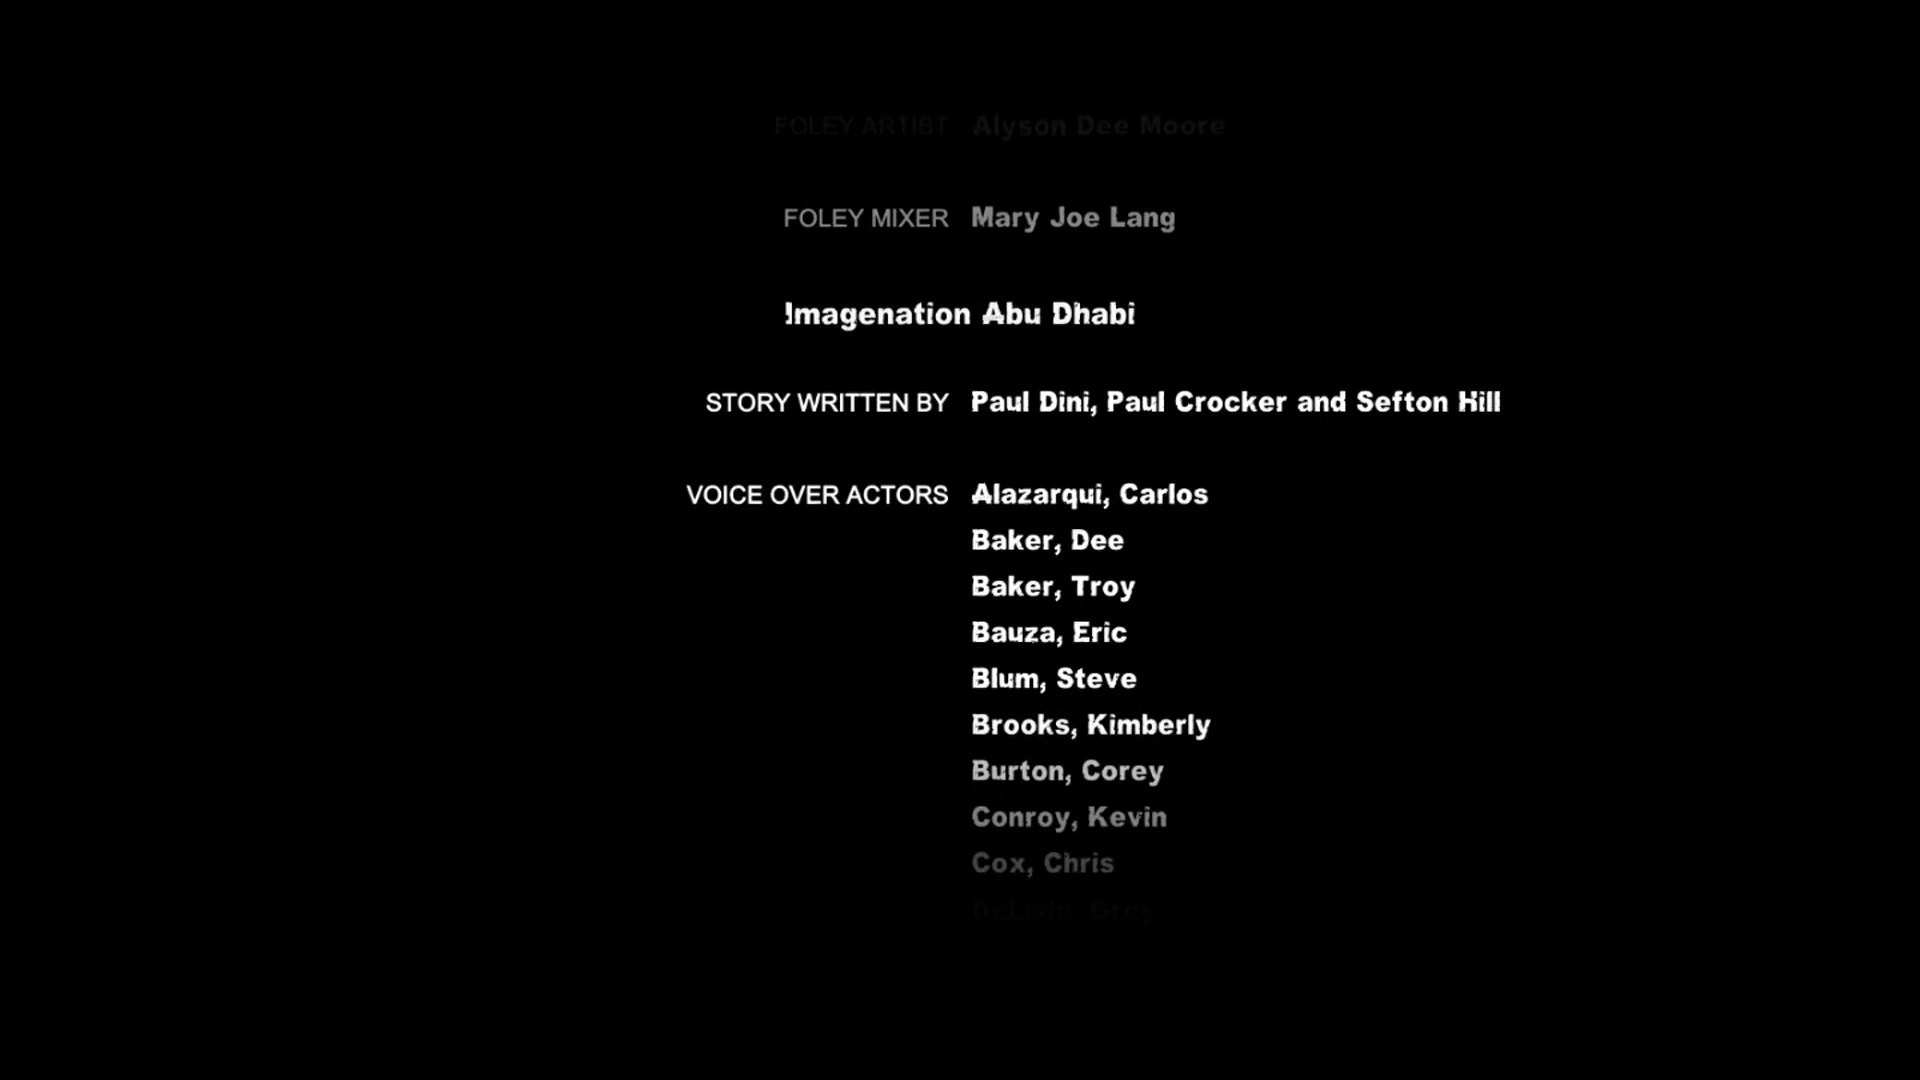 FOLEY ARTIST Alyson Dee Moore
FOLEY MIXER Mary Joe Lang
Imagenation Abu Dhabi
STORY WRITTEN BY Paul Dini, Paul Crocker and Sefton Hill
VOICE OVER ACTORS Alazarqui, Carlos
Baker, Dee
Baker, Troy
Bauza, Eric
Blum, Steve
Brooks, Kimberly
Burton, Corey
Conroy, Kevin
Cox, Chris